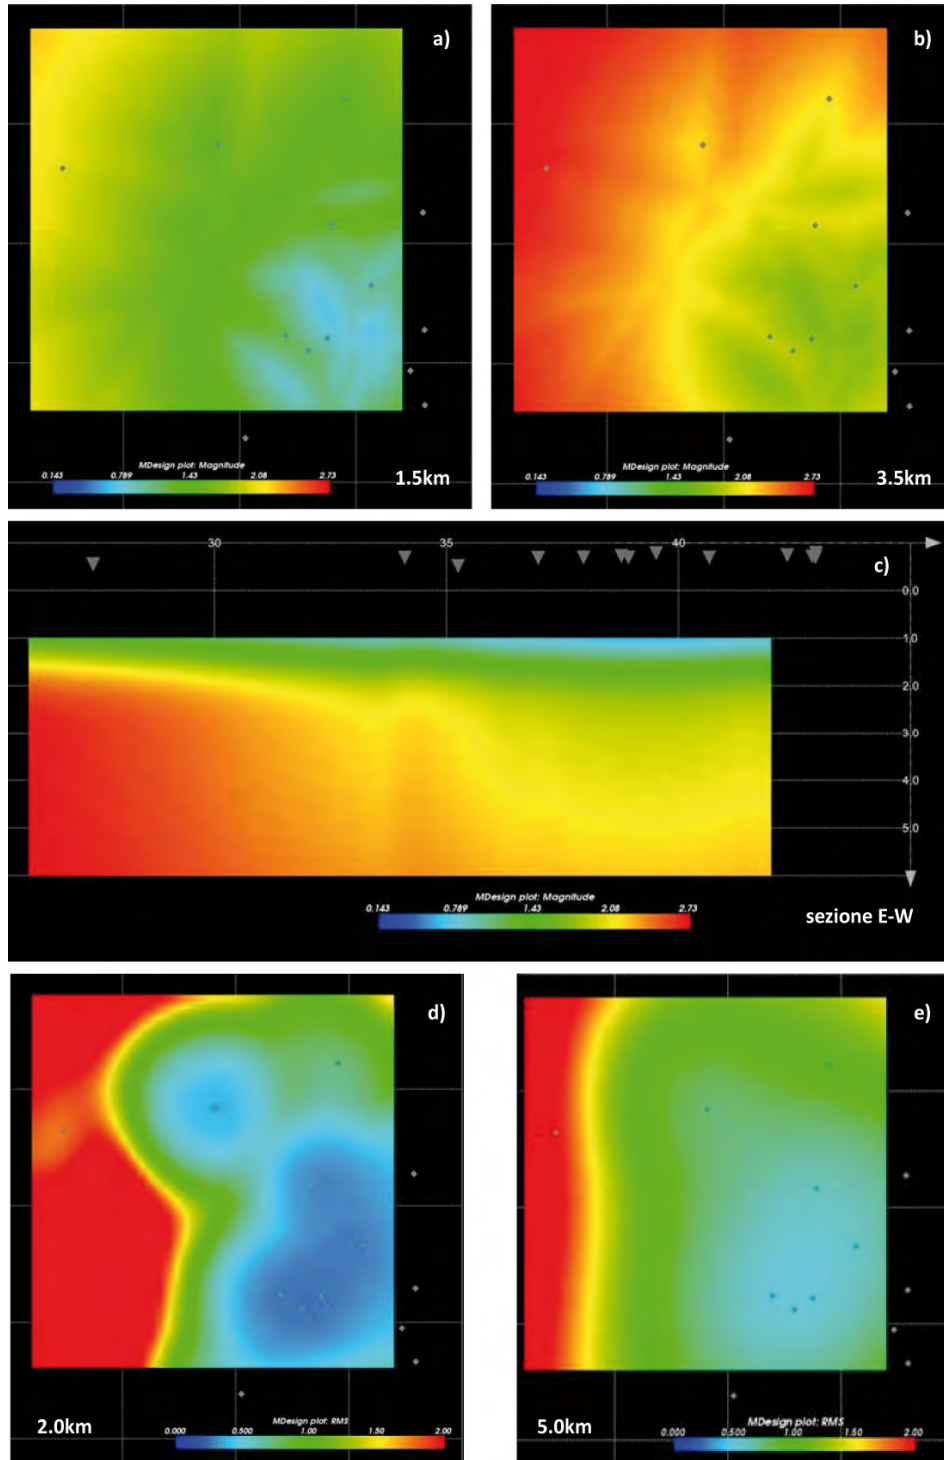 a)
MDesign plot: Magnitude
0.143 0.789 1.43 2.08 2.73
1.5km
b)
MDesign plot: Magnitude
0.143 0.789 1.43 2.08 2.73
3.5km
30 35 40
c)
0.0
1.0
2.0
3.0
4.0
5.0
MDesign plot: Magnitude
0.143 0.789 1.43 2.08 2.73
sezione E-W
d)
2.0km
MDesign plot: RMS
0.000 0.500 1.00 1.50 2.00
e)
5.0km
MDesign plot: RMS
0.000 0.500 1.00 1.50 2.00